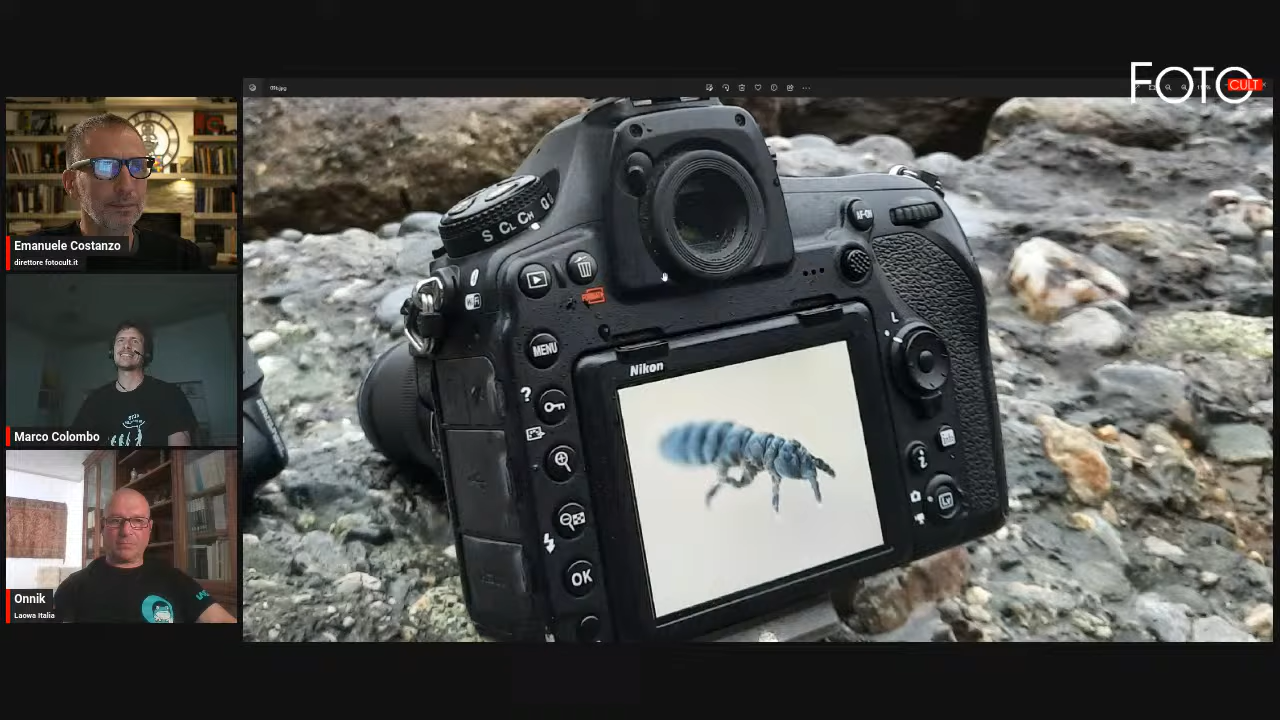 FOTO
CULT
Emanuele Costanzo
direttore fotocult.it
Marco Colombo
Onnik
Laowa Italia
S CL CH
AF-ON
MENU
Nikon
L
?
i
Lv
OK